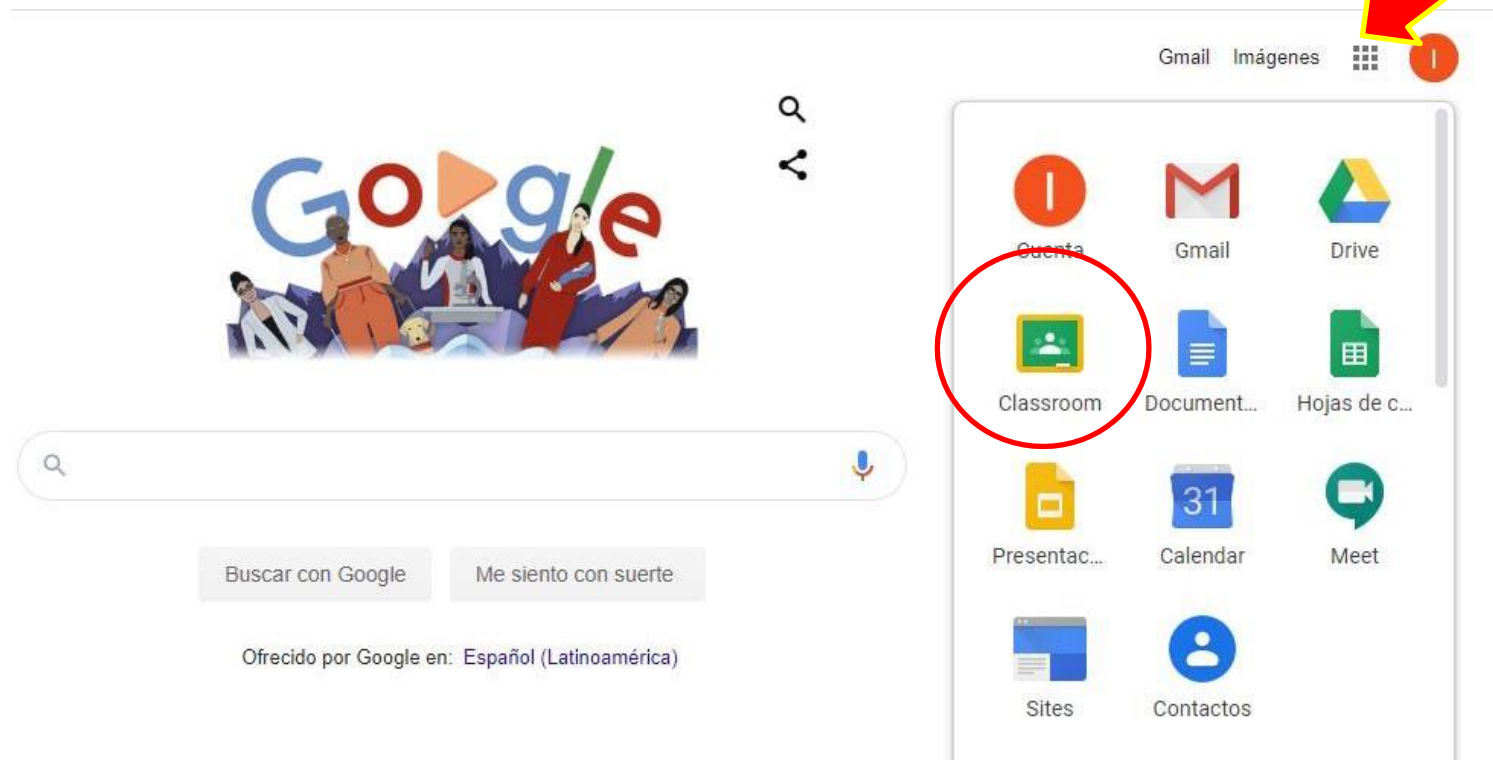 Gmail Imágenes I
Google
I
Cuenta Gmail Drive
Classroom Document... Hojas de c...
31
Presentac... Calendar Meet
Buscar con Google Me siento con suerte
Ofrecido por Google en: Español (Latinoamérica)
Sites Contactos